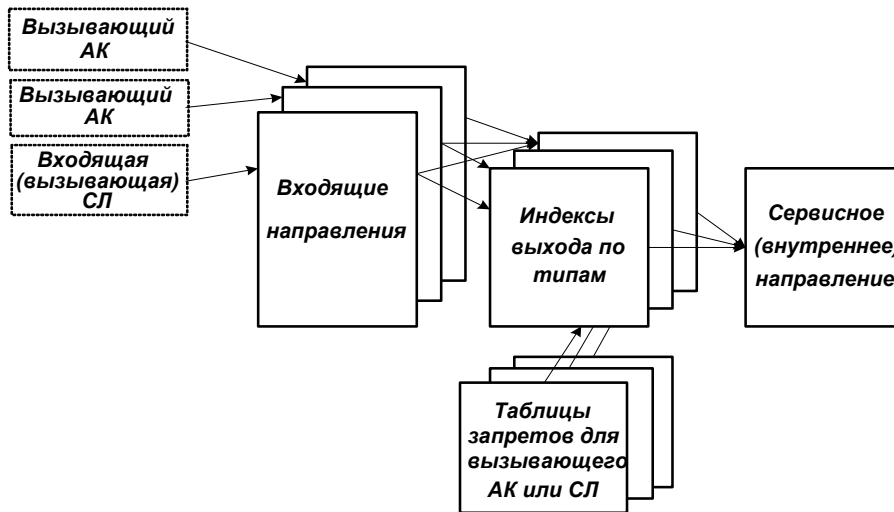 Вызывающий
АК
Вызывающий
АК
Входящая
(вызывающая)
СЛ
Входящие
направления
Индексы
выхода по
типам
Сервисное
(внутреннее)
направление
Таблицы
запретов для
вызывающего
АК или СЛ